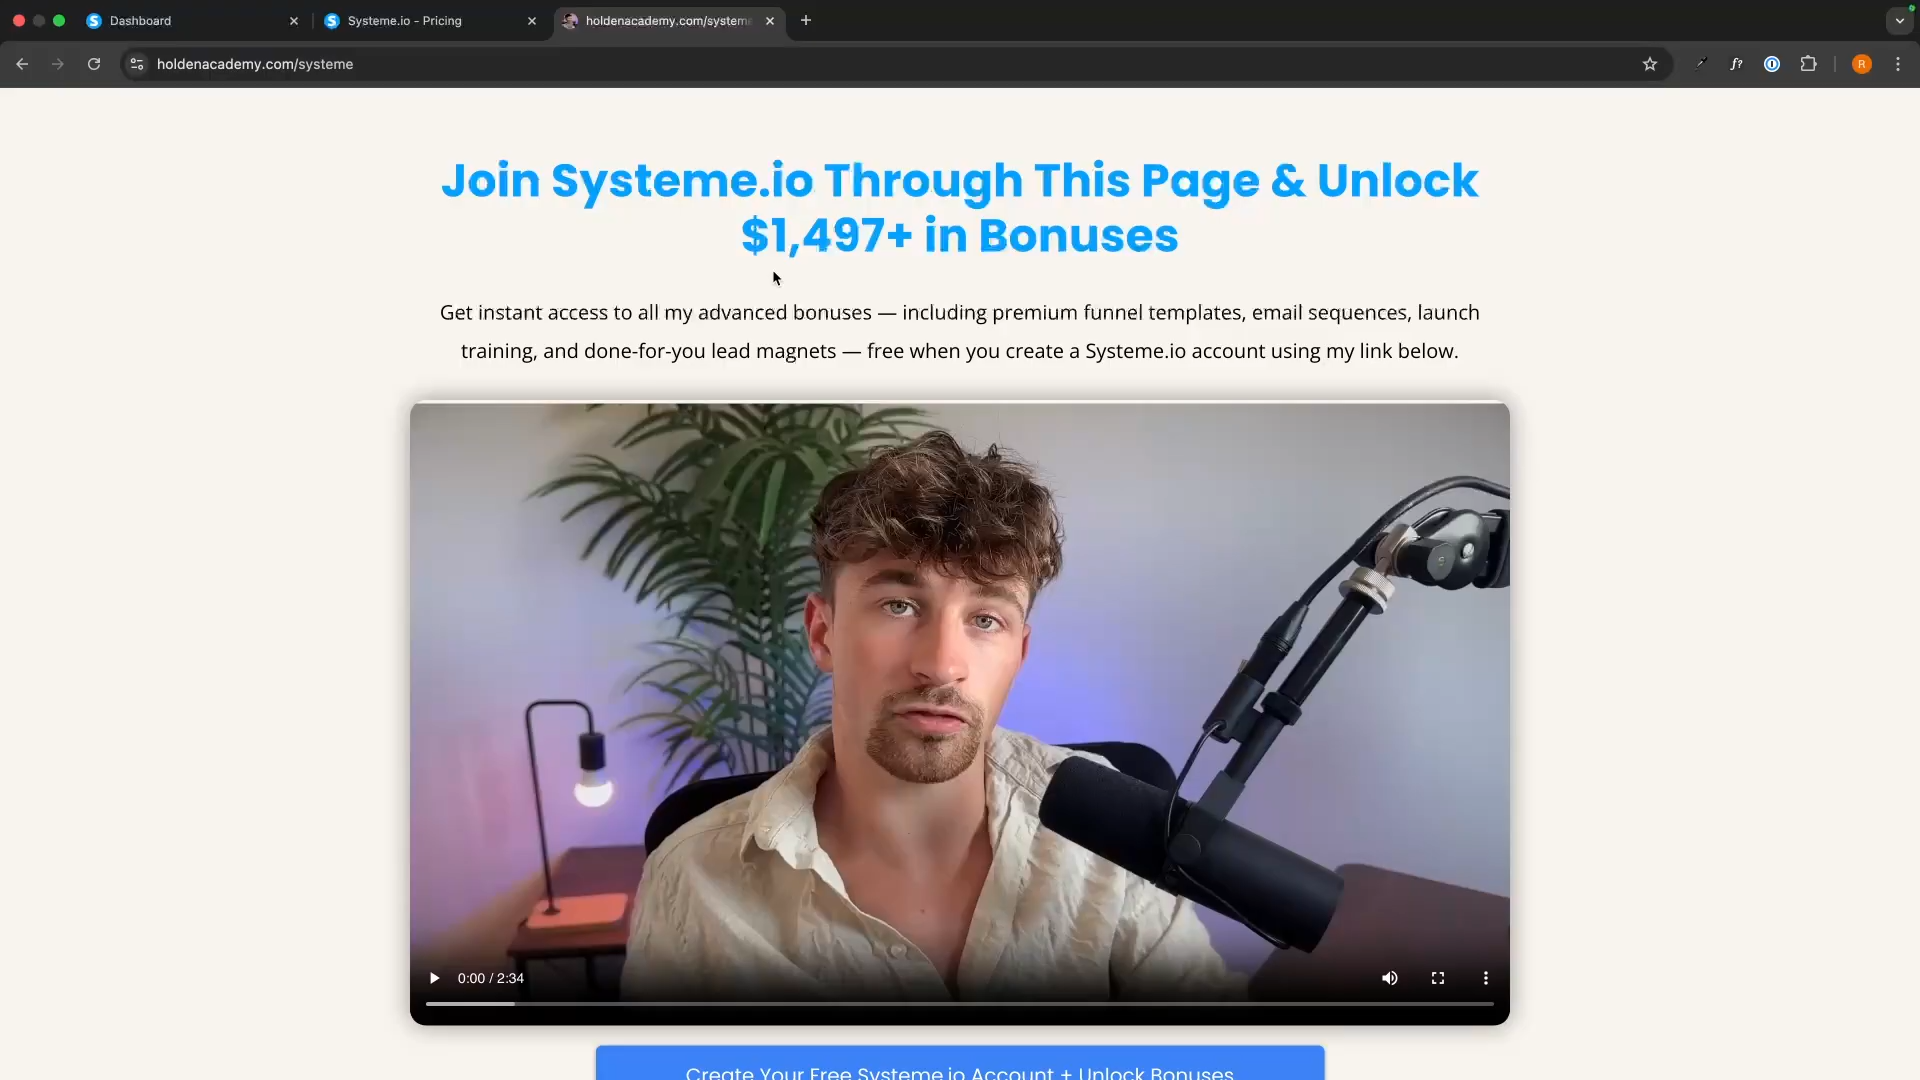 Dashboard
Systeme.io - Pricing
holdenacademy.com/system
holdenacademy.com/systeme
R
Join Systeme.io Through This Page & Unlock
$1,497+ in Bonuses
Get instant access to all my advanced bonuses — including premium funnel templates, email sequences, launch
training, and done-for-you lead magnets — free when you create a Systeme.io account using my link below.
0:00 / 2:34
Create Your Free Systeme.io Account + Unlock Bonuses